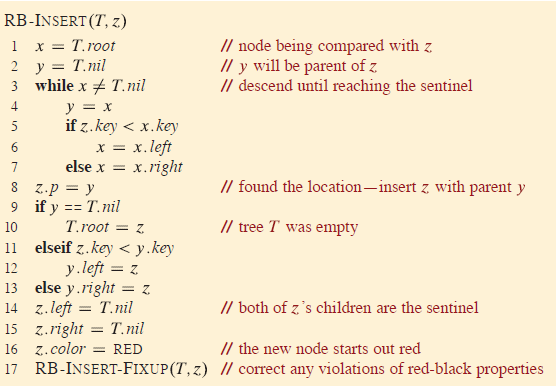 RB-INSERT(T, z)
1 x = T.root // node being compared with z
2 y = T.nil // y will be parent of z
3 while x ≠ T.nil // descend until reaching the sentinel
4 y = x
5 if z.key < x.key
6 x = x.left
7 else x = x.right
8 z.p = y // found the location—insert z with parent y
9 if y == T.nil
10 T.root = z // tree T was empty
11 elseif z.key < y.key
12 y.left = z
13 else y.right = z
14 z.left = T.nil // both of z's children are the sentinel
15 z.right = T.nil
16 z.color = RED // the new node starts out red
17 RB-INSERT-FIXUP(T, z) // correct any violations of red-black properties